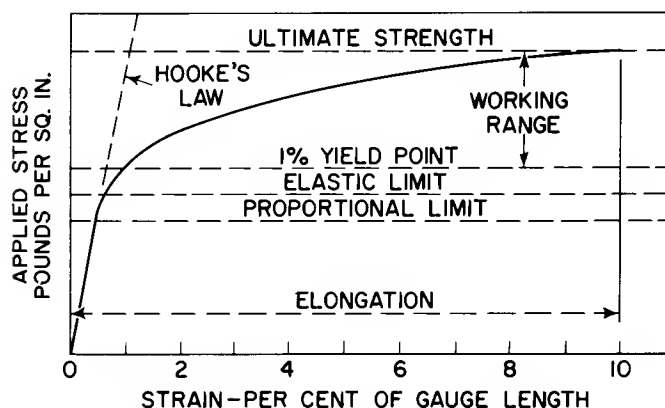 ULTIMATE STRENGTH
HOOKE'S
LAW
WORKING
RANGE
1% YIELD POINT
ELASTIC LIMIT
PROPORTIONAL LIMIT
ELONGATION
APPLIED STRESS
POUNDS PER SQ. IN.
0 2 4 6 8 10
STRAIN-PER CENT OF GAUGE LENGTH